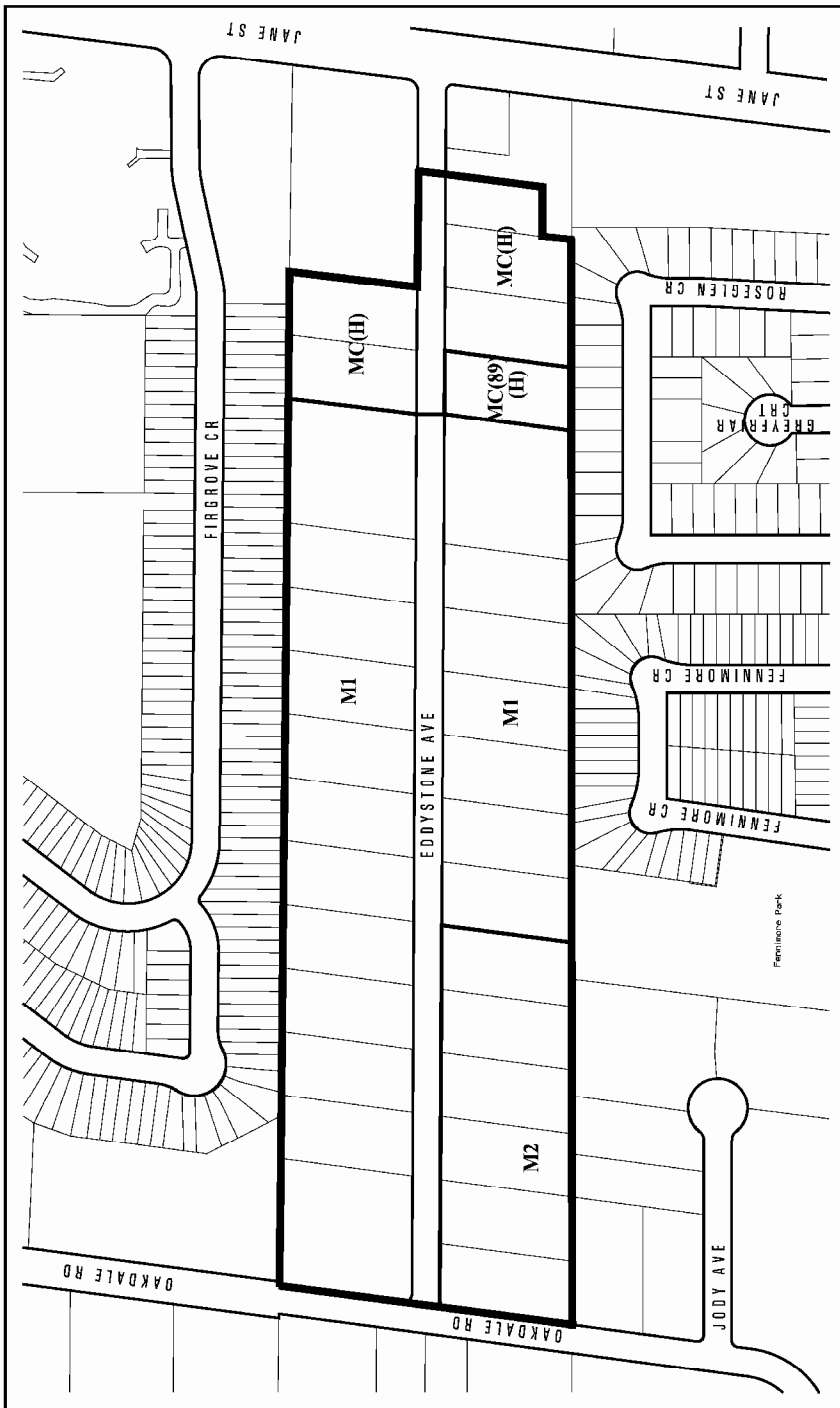 JANE ST
JANE ST
FIRGROVE CR
MC(H)
MC(H)
MC(89)
(H)
ROSEGLEN CR
GREYFRIAR
CRT
M1
M1
EDDYSTONE AVE
FENNIMORE CR
FENNIMORE CR
Fennimore Park
M2
OAKDALE RD
OAKDALE RD
JODY AVE